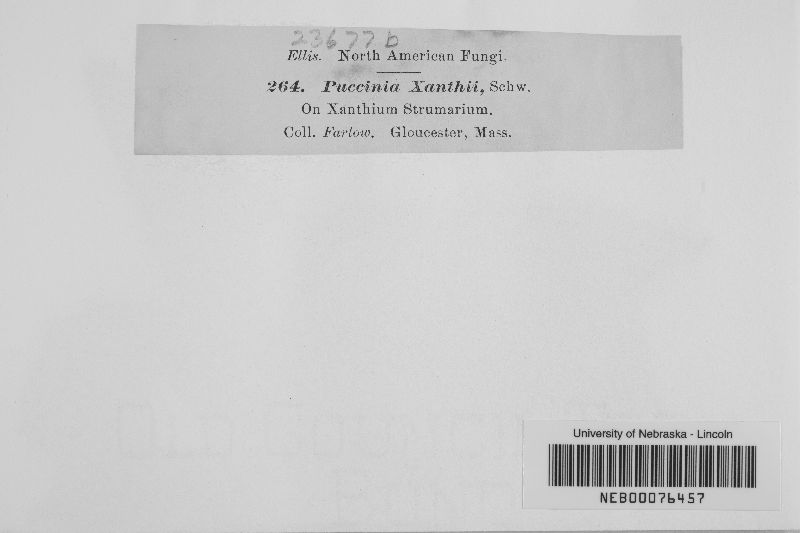 23677b
Ellis. North American Fungi.
264. Puccinia Xanthii, Schw.
On Xanthium Strumarium.
Coll. Farlow. Gloucester, Mass.
University of Nebraska - Lincoln
NEB00076457